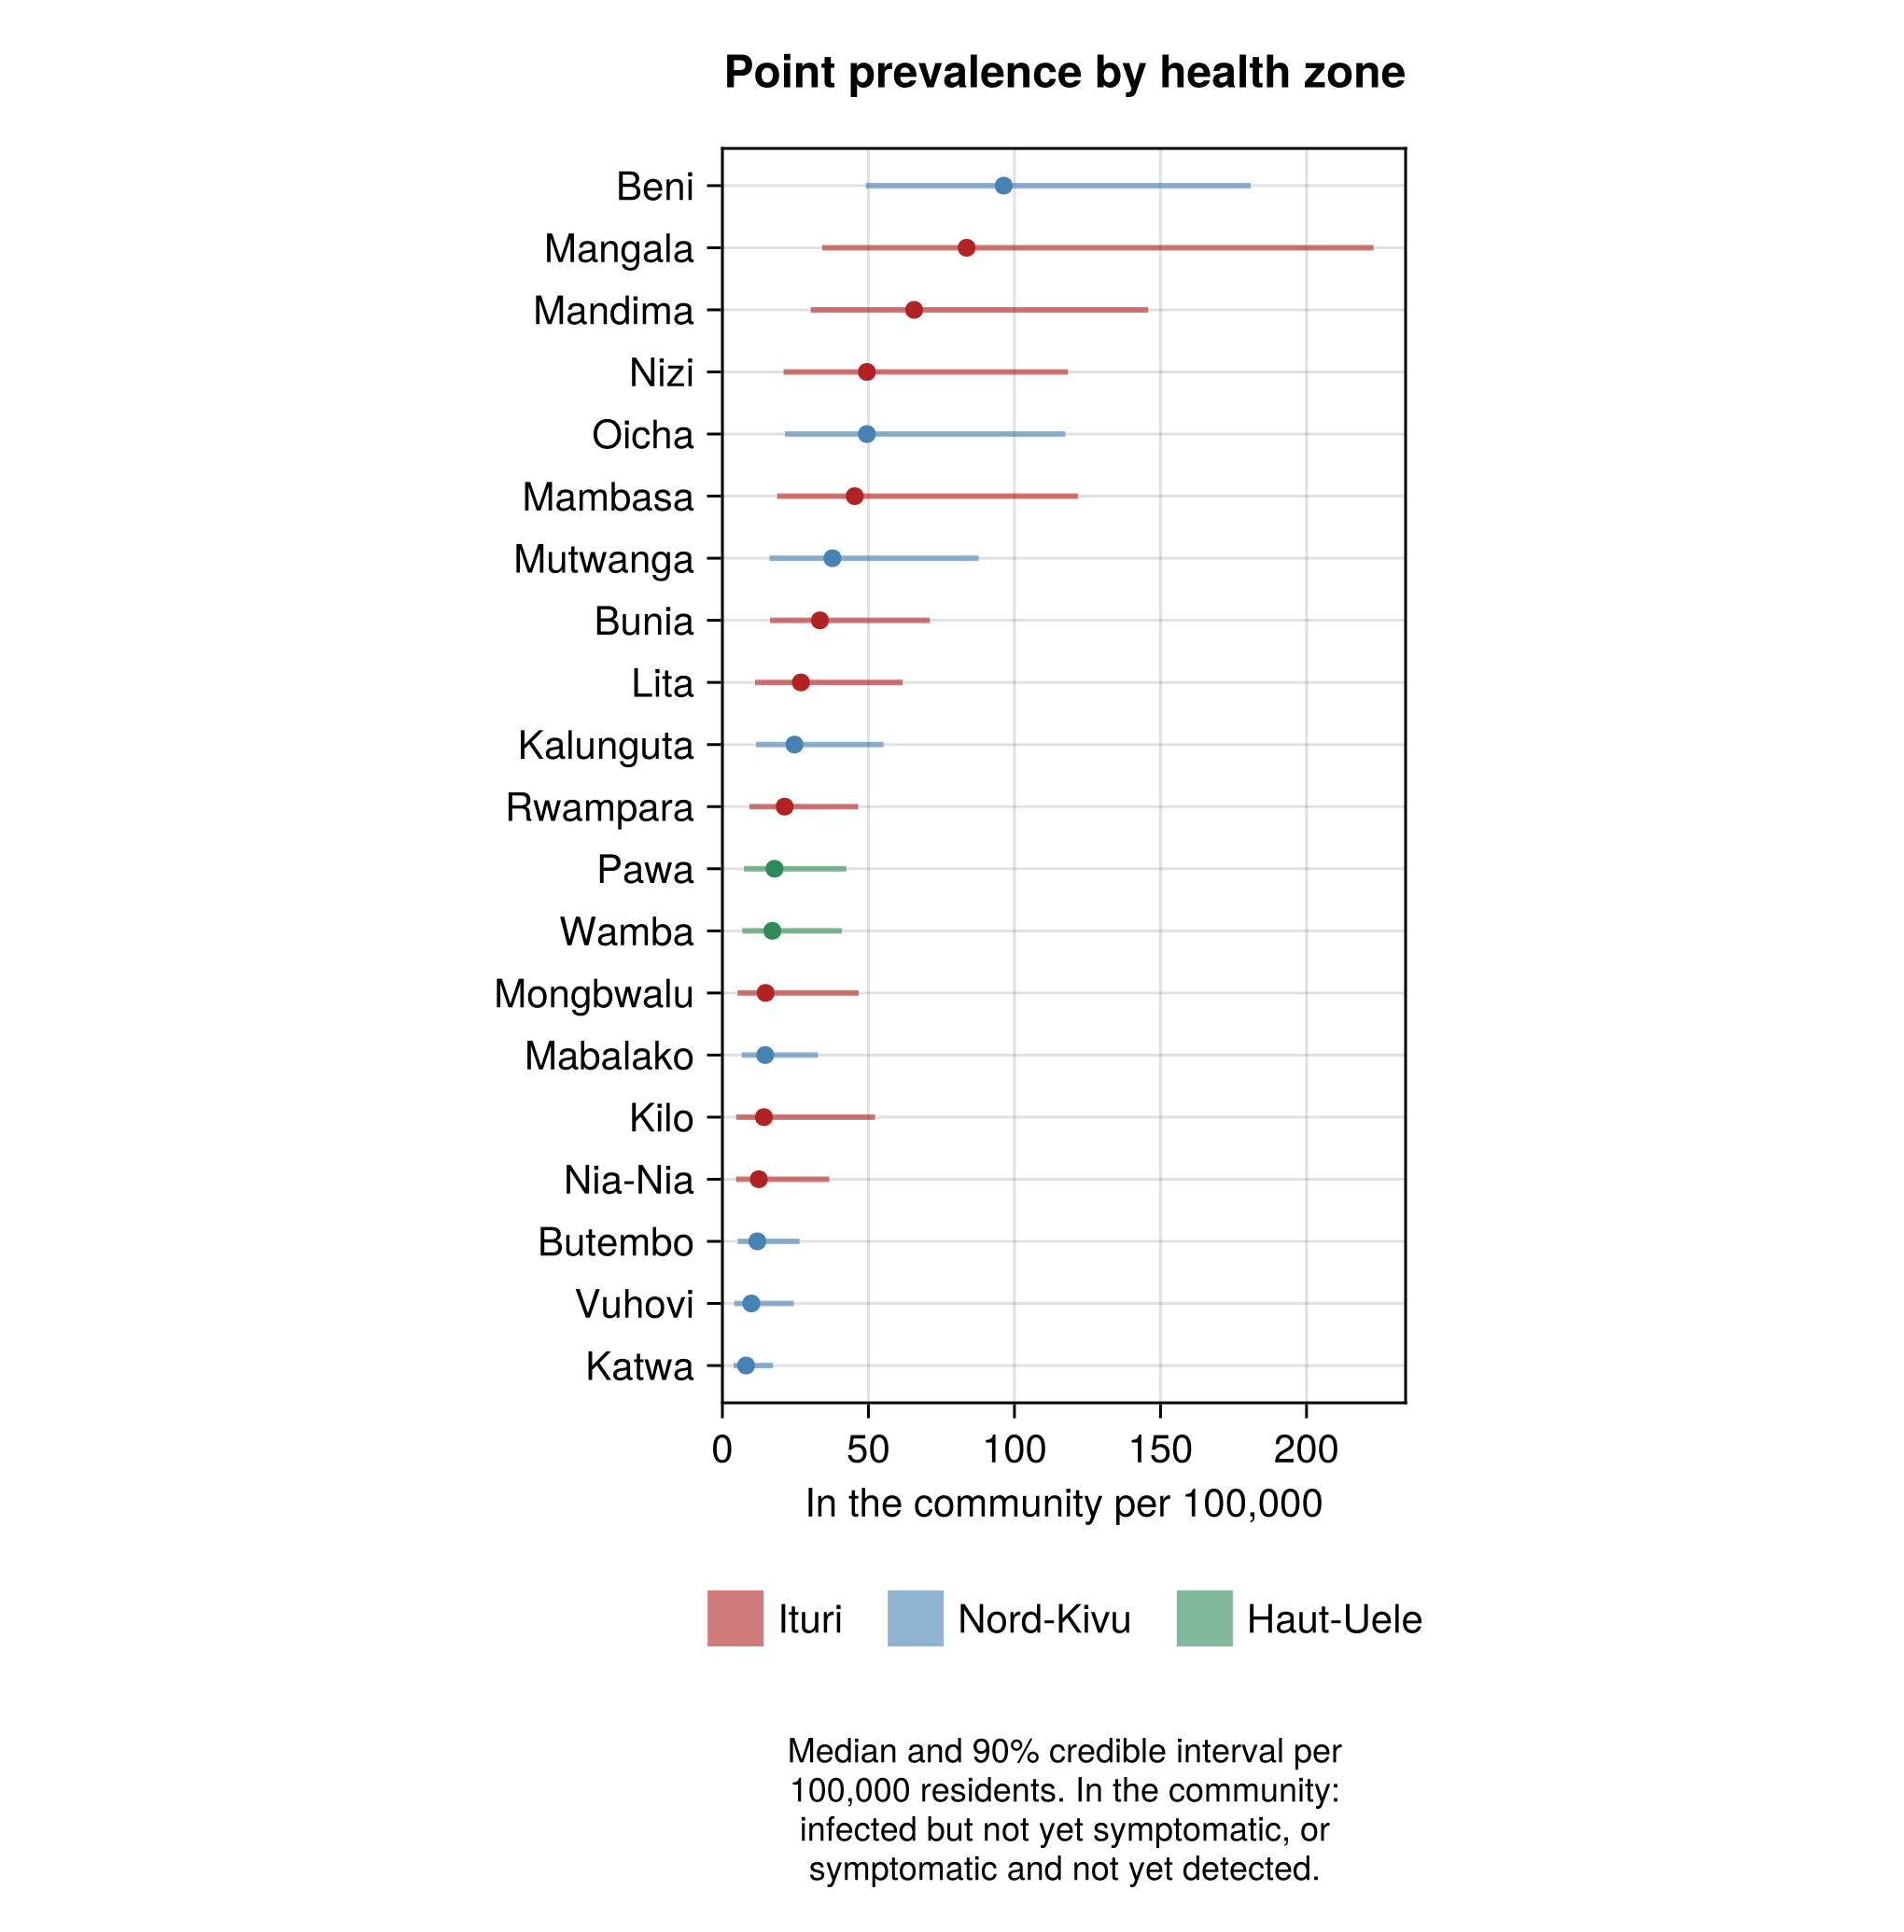 Point prevalence by health zone
Beni
Mangala
Mandima
Nizi
Oicha
Mambasa
Mutwanga
Bunia
Lita
Kalunguta
Rwampara
Pawa
Wamba
Mongbwalu
Mabalako
Kilo
Nia-Nia
Butembo
Vuhovi
Katwa
0 50 100 150 200
In the community per 100,000
Ituri Nord-Kivu Haut-Uele
Median and 90% credible interval per
100,000 residents. In the community:
infected but not yet symptomatic, or
symptomatic and not yet detected.